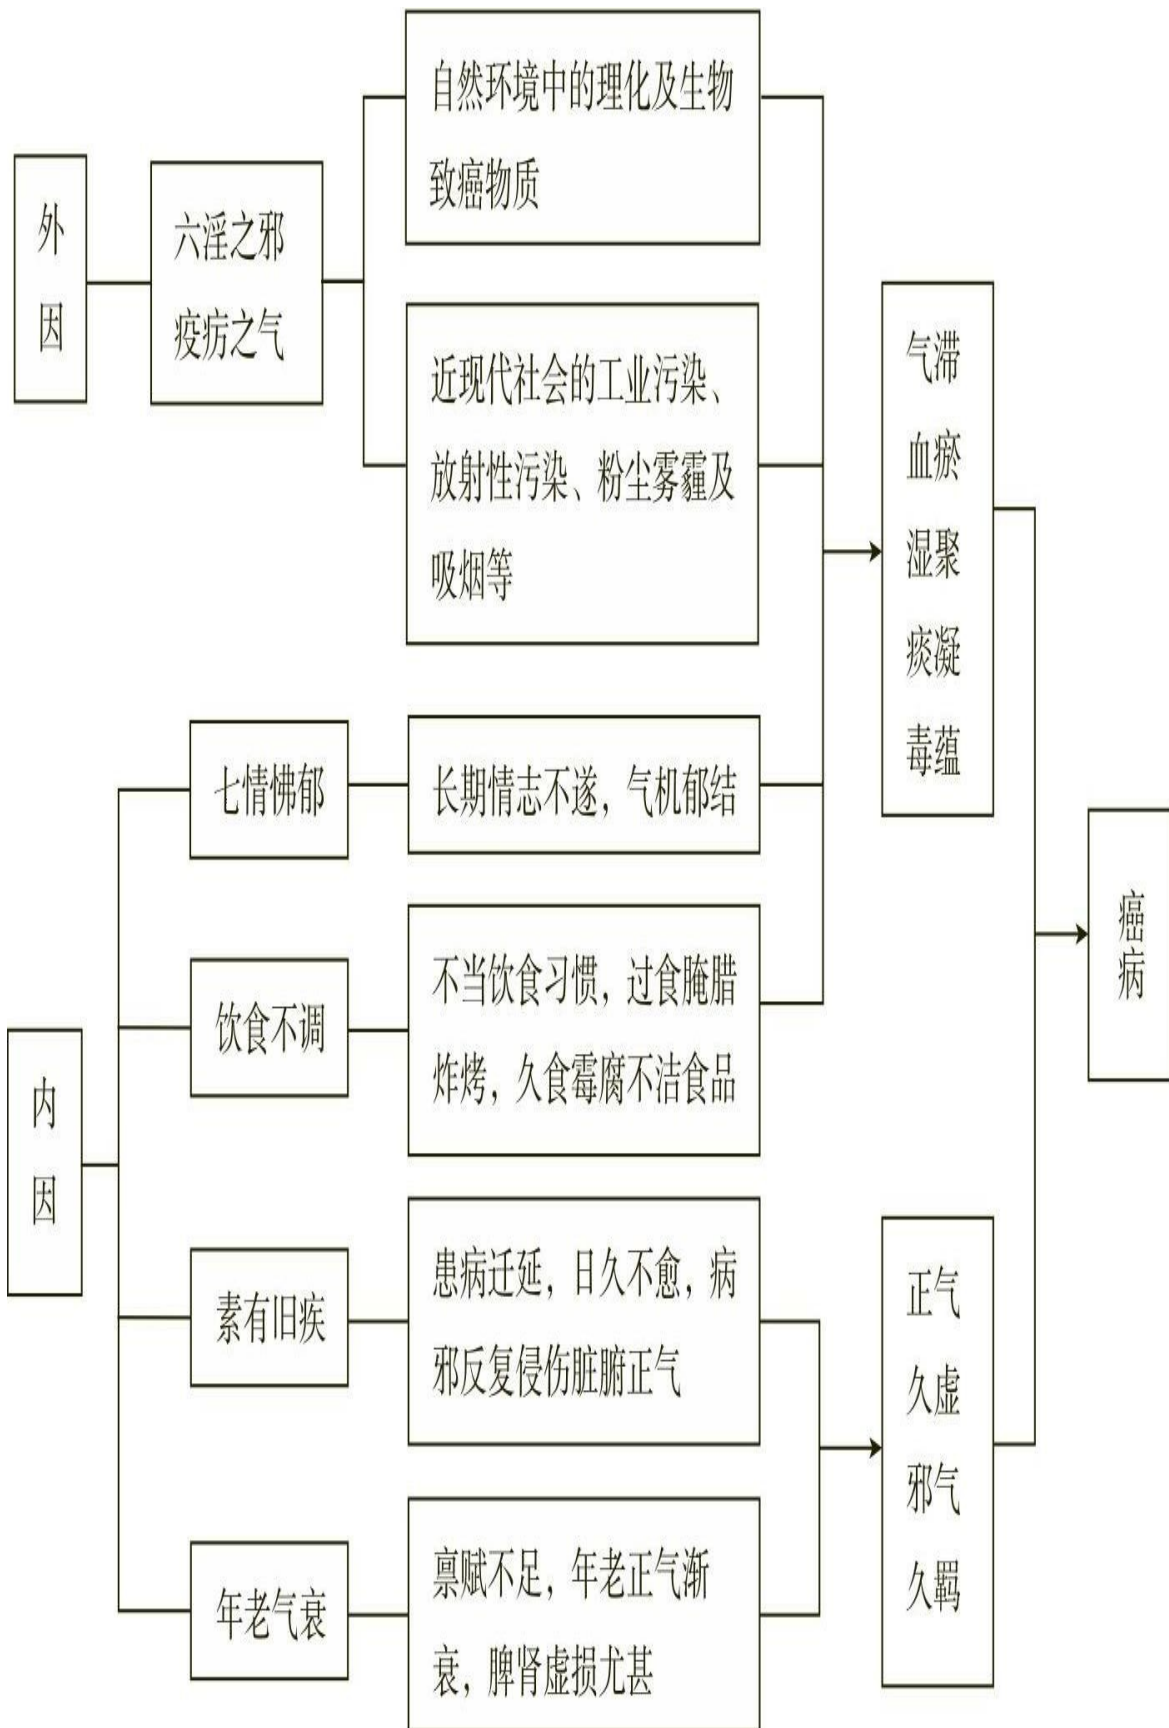 外
因
六淫之邪
疫疠之气
自然环境中的理化及生物
致癌物质
近现代社会的工业污染、
放射性污染、粉尘雾霾及
吸烟等
内
因
七情怫郁
长期情志不遂，气机郁结
饮食不调
不当饮食习惯，过食腌腊
炸烤，久食霉腐不洁食品
素有旧疾
患病迁延，日久不愈，病
邪反复侵伤脏腑正气
年老气衰
禀赋不足，年老正气渐
衰，脾肾虚损尤甚
气滞
血瘀
湿聚
痰凝
毒蕴
正气
久虚
邪气
久羁
癌
病